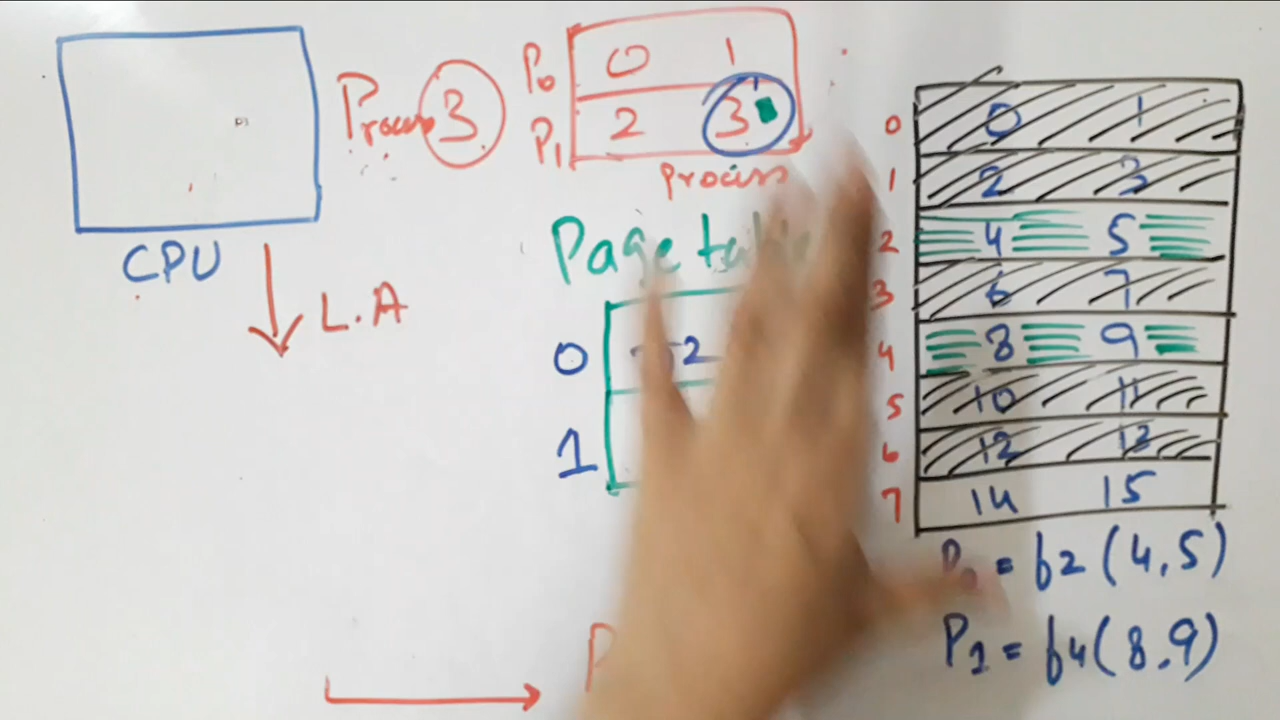 Process 3
P0 0 1
P1 2 3
Process
CPU
L.A
Page table
0 f2
1
P
0 0 1
1 2 3
2 4 5
3 6 7
4 8 9
5 10 11
6 12 13
7 14 15
P0 = f2 (4,5)
P1 = f4 (8,9)